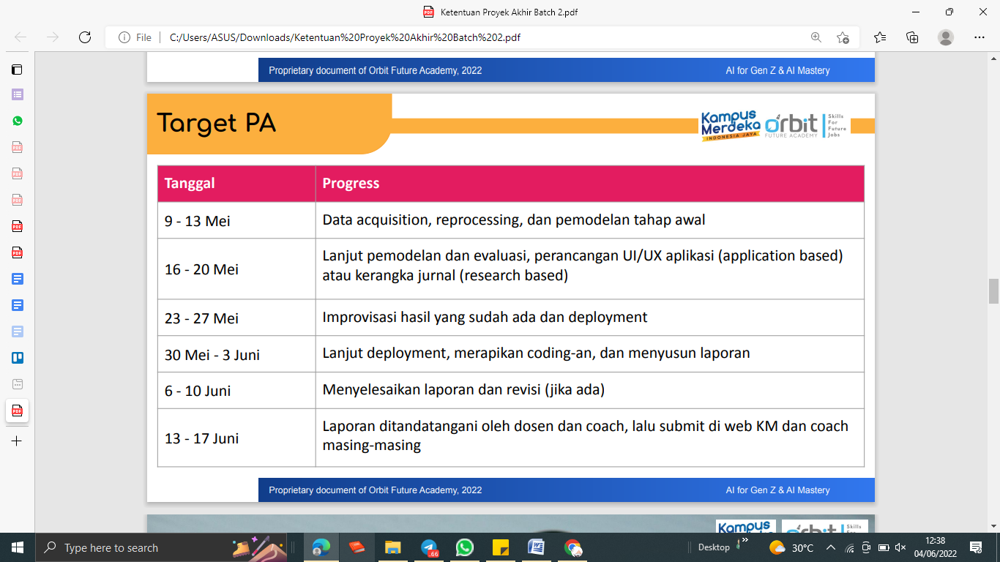 Ketentuan Proyek Akhir Batch 2.pdf
File
C:/Users/ASUS/Downloads/Ketentuan%20Proyek%20Akhir%20Batch%202.pdf
Proprietary document of Orbit Future Academy, 2022 AI for Gen Z & AI Mastery
Target PA
Kampus
Merdeka
INDONESIA JAYA
orbit
FUTURE ACADEMY
Skills
For
Future
Jobs
Tanggal Progress
9 - 13 Mei Data acquisition, reprocessing, dan pemodelan tahap awal
16 - 20 Mei Lanjut pemodelan dan evaluasi, perancangan UI/UX aplikasi (application based)
atau kerangka jurnal (research based)
23 - 27 Mei Improvisasi hasil yang sudah ada dan deployment
30 Mei - 3 Juni Lanjut deployment, merapikan coding-an, dan menyusun laporan
6 - 10 Juni Menyelesaikan laporan dan revisi (jika ada)
13 - 17 Juni Laporan ditandatangani oleh dosen dan coach, lalu submit di web KM dan coach
masing-masing
Proprietary document of Orbit Future Academy, 2022 AI for Gen Z & AI Mastery
Kampus
orbit
Skills
Type here to search
66
Desktop
30°C
12:38
04/06/2022